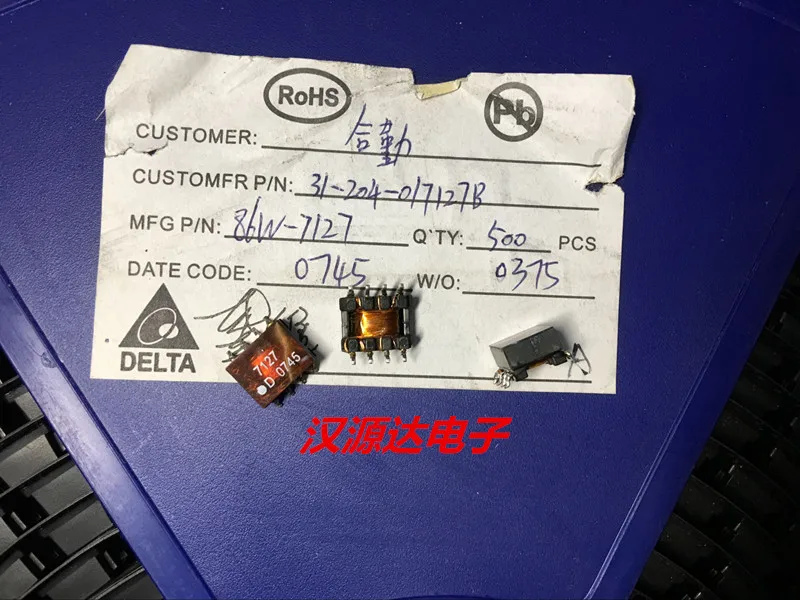 RoHS
Pb
CUSTOMER: 合勤
CUSTOMFR P/N: 31-204-017127B
MFG P/N: 86W-7127 Q'TY: 500 PCS
DATE CODE: 0745 W/O: 0375
DELTA
7127
D 0745
汉源达电子